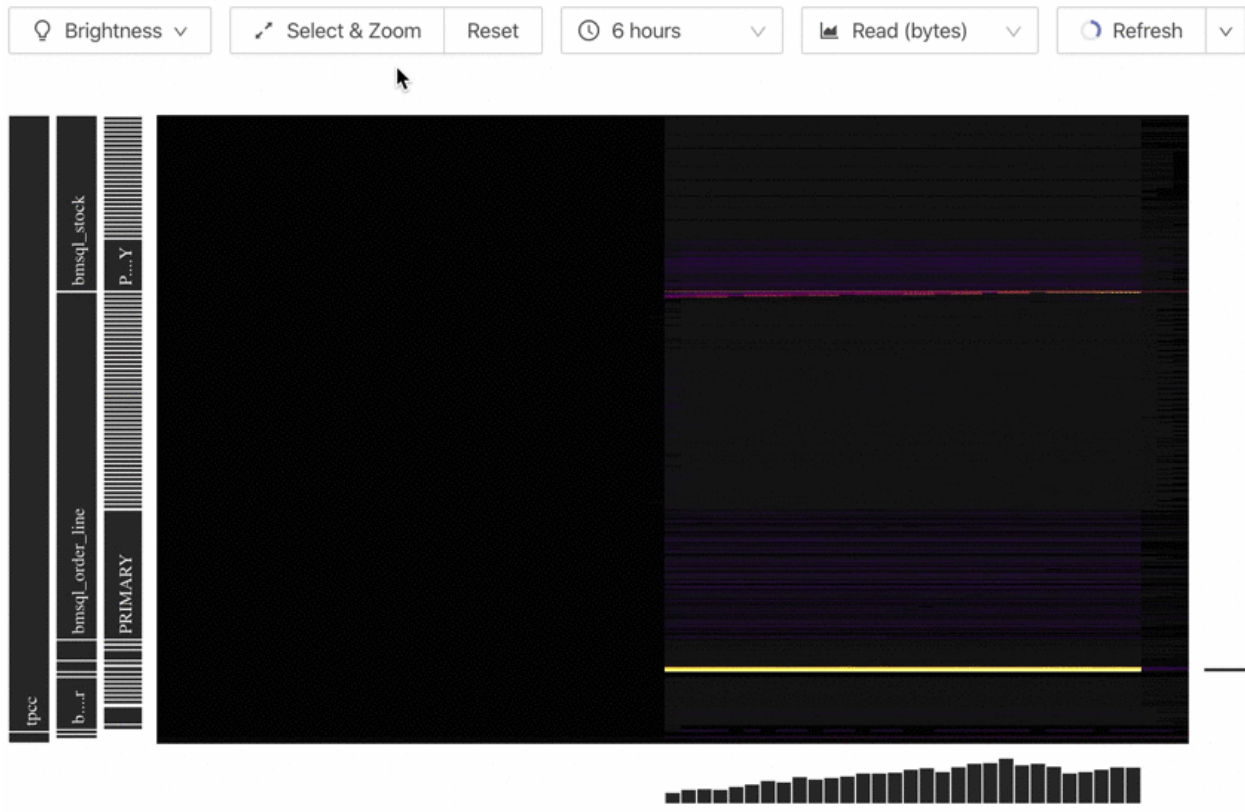 Brightness Select & Zoom Reset 6 hours Read (bytes) Refresh
bmsql_stock
P....Y
bmsql_order_line
PRIMARY
tpcc
b....r